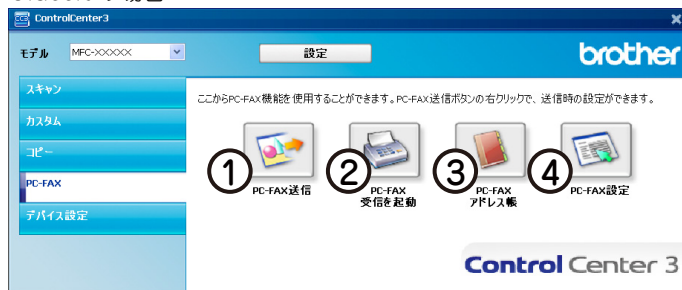 ControlCenter3
モデル MFC-XXXXX 設定 brother
スキャン
カスタム
コピー
PC-FAX
デバイス設定
ここからPC-FAX機能を使用することができます。PC-FAX送信ボタンの右クリックで、送信時の設定ができます。
① PC-FAX送信
② PC-FAX
受信を起動
③ PC-FAX
アドレス帳
④ PC-FAX設定
Control Center 3